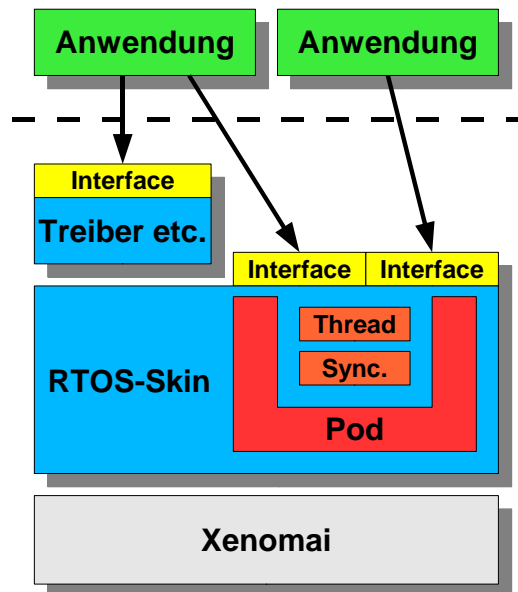 Anwendung
Anwendung
Interface
Treiber etc.
Interface
Interface
Thread
Sync.
RTOS-Skin
Pod
Xenomai